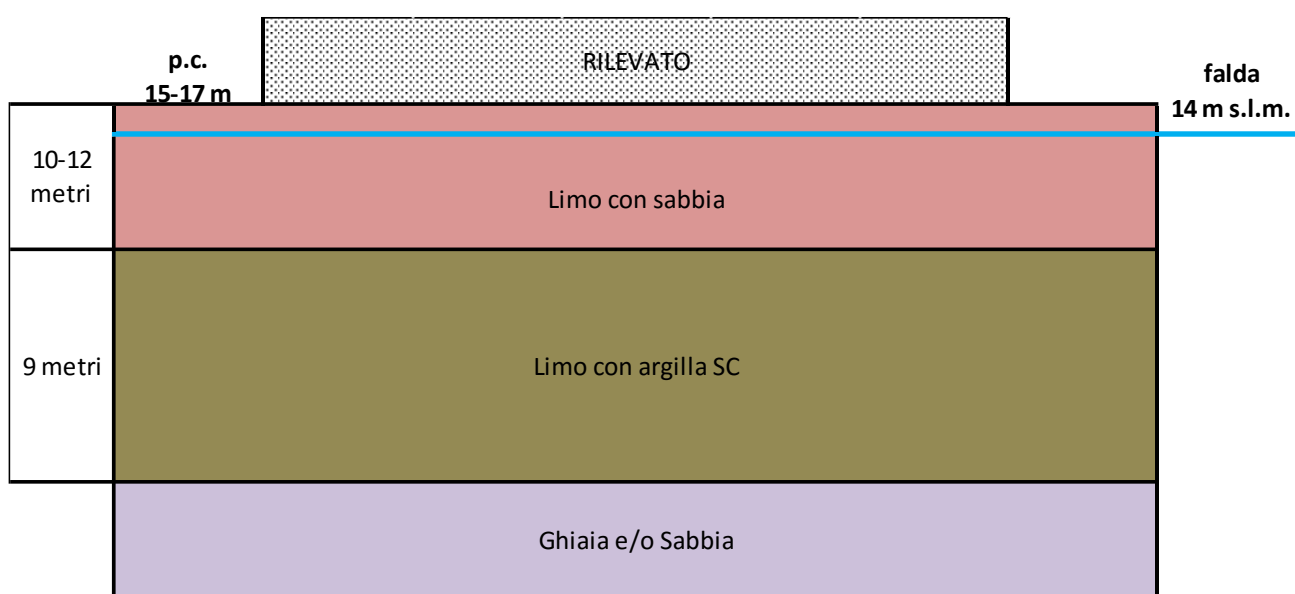 RILEVATO
p.c.
15-17 m
falda
14 m s.l.m.
10-12
metri
Limo con sabbia
9 metri
Limo con argilla SC
Ghiaia e/o Sabbia